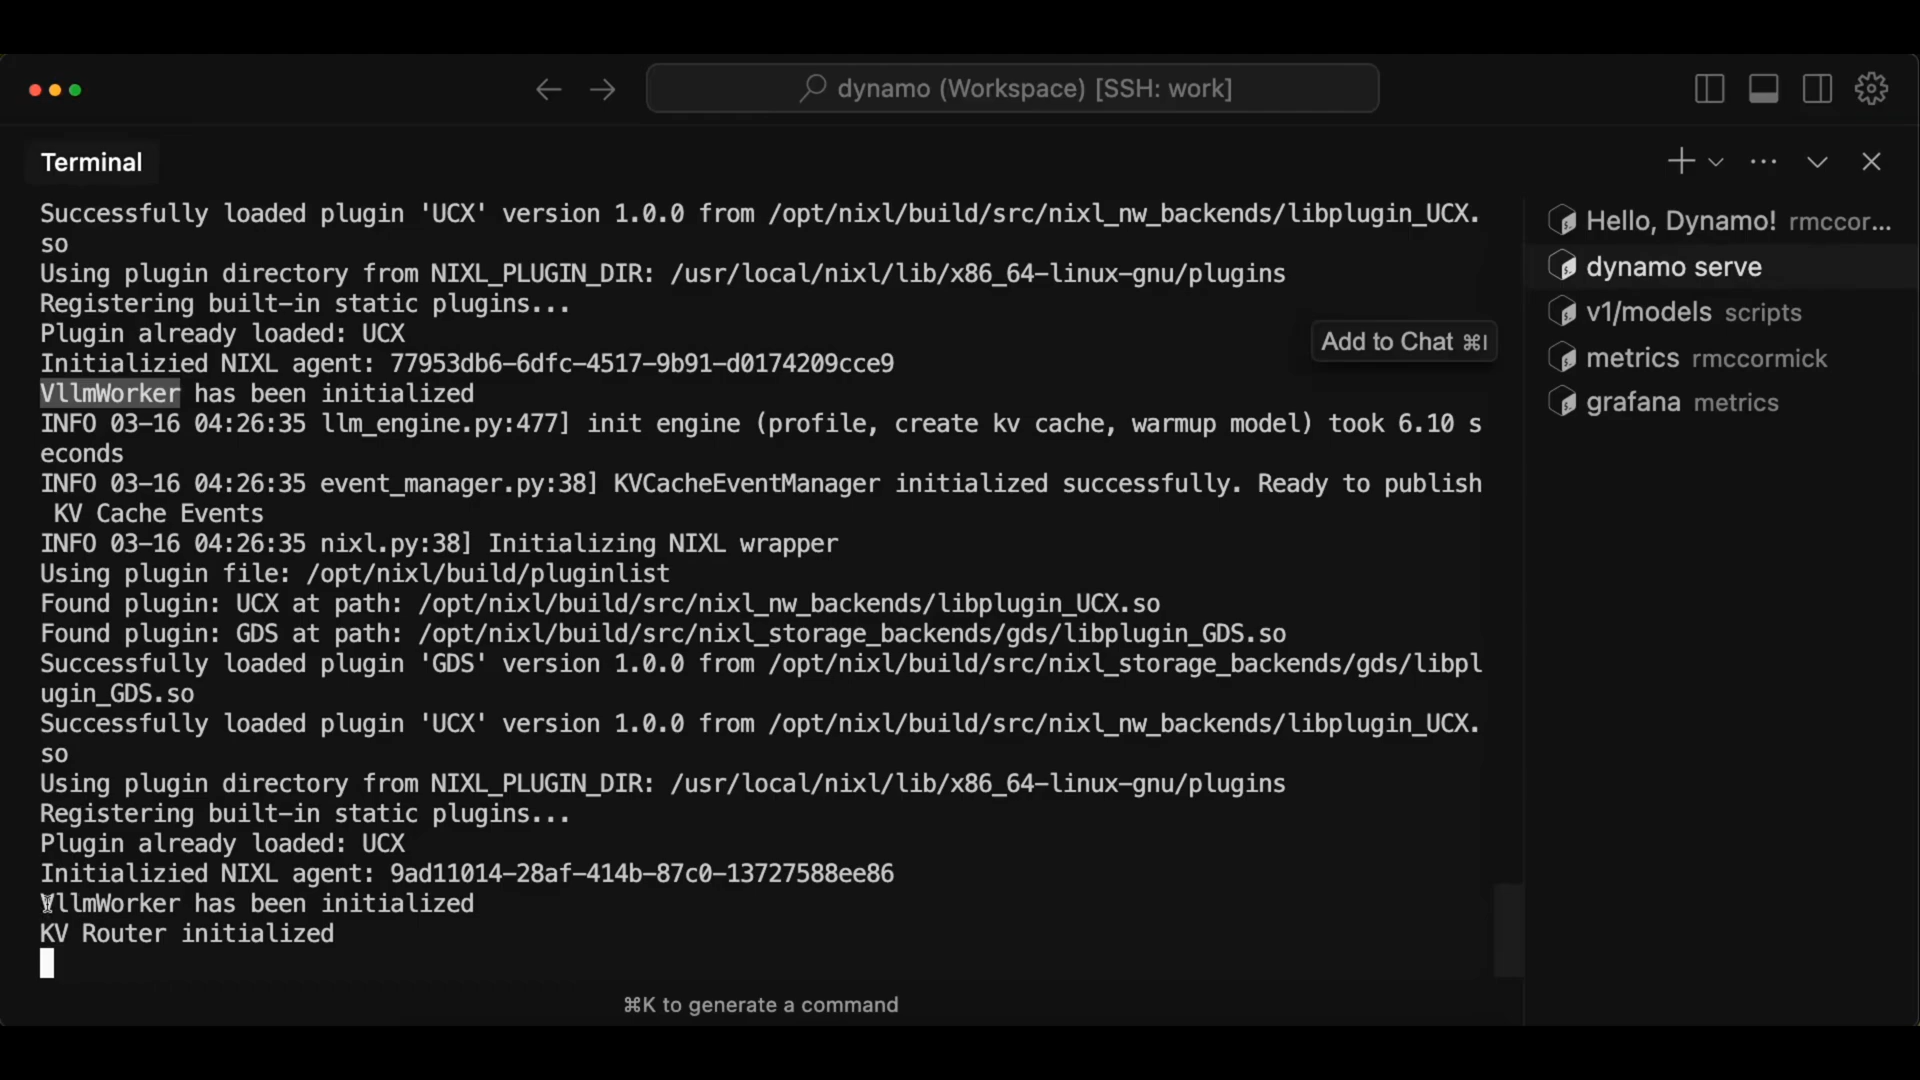 dynamo (Workspace) [SSH: work]
Terminal
Successfully loaded plugin 'UCX' version 1.0.0 from /opt/nixl/build/src/nixl_nw_backends/libplugin_UCX.
so
Using plugin directory from NIXL_PLUGIN_DIR: /usr/local/nixl/lib/x86_64-linux-gnu/plugins
Registering built-in static plugins...
Plugin already loaded: UCX
Initializied NIXL agent: 77953db6-6dfc-4517-9b91-d0174209cce9
VllmWorker has been initialized
INFO 03-16 04:26:35 llm_engine.py:477] init engine (profile, create kv cache, warmup model) took 6.10 s
econds
INFO 03-16 04:26:35 event_manager.py:38] KVCacheEventManager initialized successfully. Ready to publish
KV Cache Events
INFO 03-16 04:26:35 nixl.py:38] Initializing NIXL wrapper
Using plugin file: /opt/nixl/build/pluginlist
Found plugin: UCX at path: /opt/nixl/build/src/nixl_nw_backends/libplugin_UCX.so
Found plugin: GDS at path: /opt/nixl/build/src/nixl_storage_backends/gds/libplugin_GDS.so
Successfully loaded plugin 'GDS' version 1.0.0 from /opt/nixl/build/src/nixl_storage_backends/gds/libpl
ugin_GDS.so
Successfully loaded plugin 'UCX' version 1.0.0 from /opt/nixl/build/src/nixl_nw_backends/libplugin_UCX.
so
Using plugin directory from NIXL_PLUGIN_DIR: /usr/local/nixl/lib/x86_64-linux-gnu/plugins
Registering built-in static plugins...
Plugin already loaded: UCX
Initializied NIXL agent: 9ad11014-28af-414b-87c0-13727588ee86
VllmWorker has been initialized
KV Router initialized
⌘K to generate a command
Add to Chat ⌘I
Hello, Dynamo! rmccor...
dynamo serve
v1/models scripts
metrics rmccormick
grafana metrics